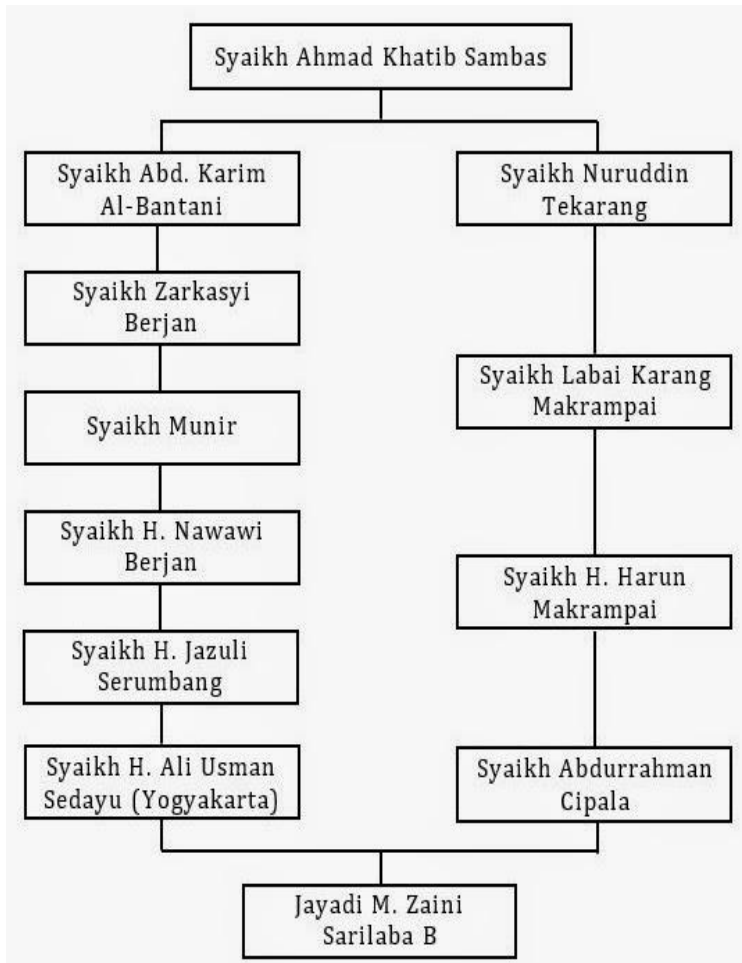 Syaikh Ahmad Khatib Sambas
Syaikh Abd. Karim
Al-Bantani
Syaikh Zarkasyi
Berjan
Syaikh Munir
Syaikh H. Nawawi
Berjan
Syaikh H. Jazuli
Serumbang
Syaikh H. Ali Usman
Sedayu (Yogyakarta)
Syaikh Nuruddin
Tekarang
Syaikh Labai Karang
Makrampai
Syaikh H. Harun
Makrampai
Syaikh Abdurrahman
Cipala
Jayadi M. Zaini
Sarilaba B